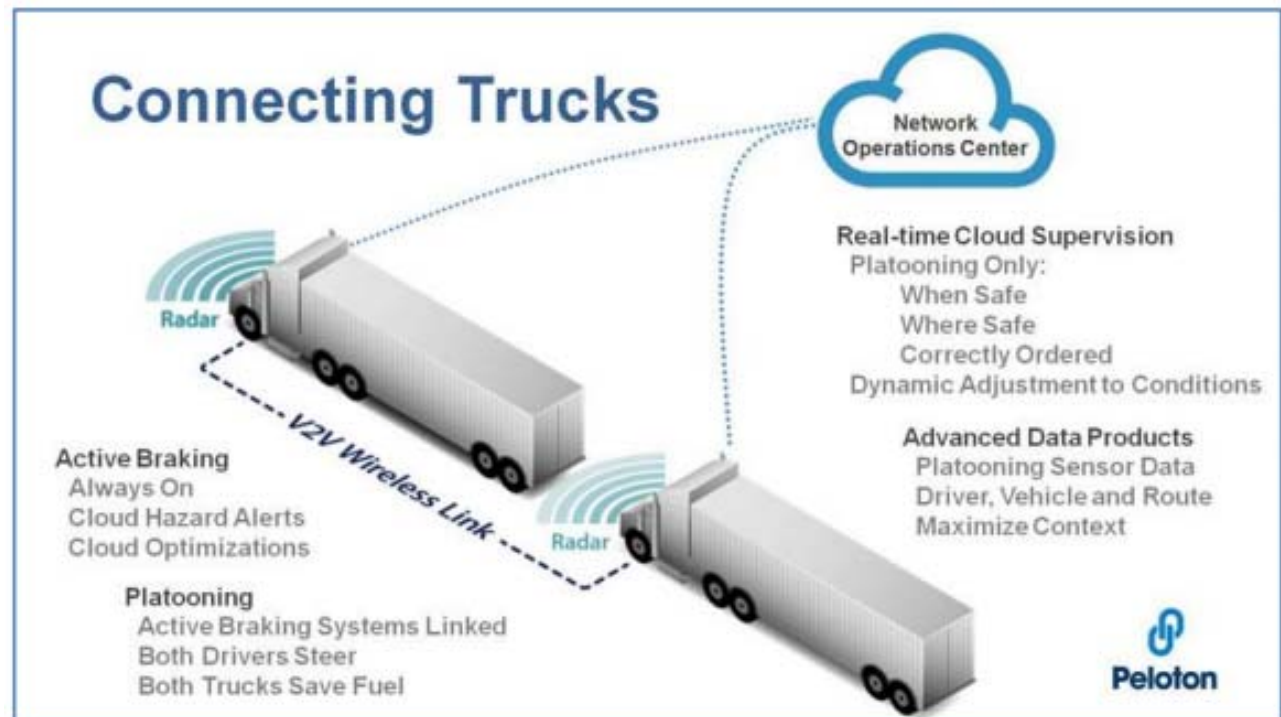 Connecting Trucks
Network
Operations Center
Radar
V2V Wireless Link
Radar
Real-time Cloud Supervision
Platooning Only:
When Safe
Where Safe
Correctly Ordered
Dynamic Adjustment to Conditions
Advanced Data Products
Platooning Sensor Data
Driver, Vehicle and Route
Maximize Context
Active Braking
Always On
Cloud Hazard Alerts
Cloud Optimizations
Platooning
Active Braking Systems Linked
Both Drivers Steer
Both Trucks Save Fuel
Peloton